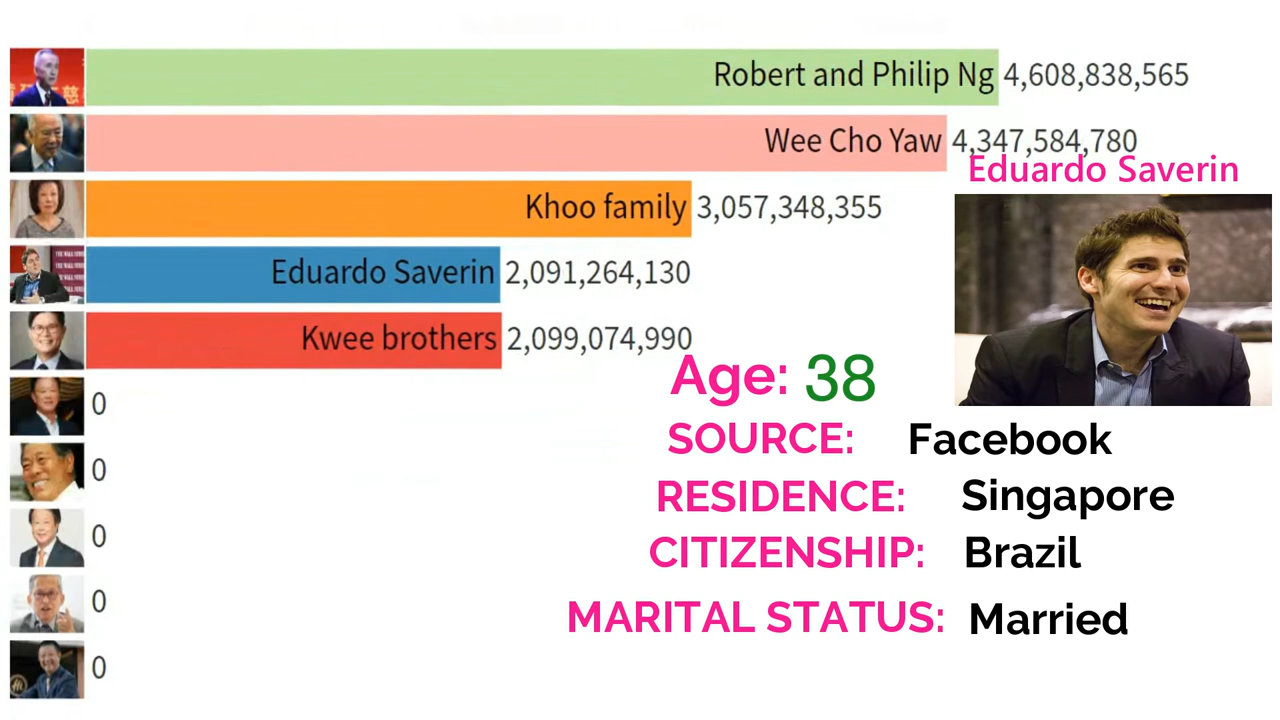 Robert and Philip Ng 4,608,838,565
Wee Cho Yaw 4,347,584,780
Eduardo Saverin
Khoo family 3,057,348,355
Eduardo Saverin 2,091,264,130
Kwee brothers 2,099,074,990
Age: 38
0
SOURCE: Facebook
0
RESIDENCE: Singapore
0
CITIZENSHIP: Brazil
0
MARITAL STATUS: Married
0